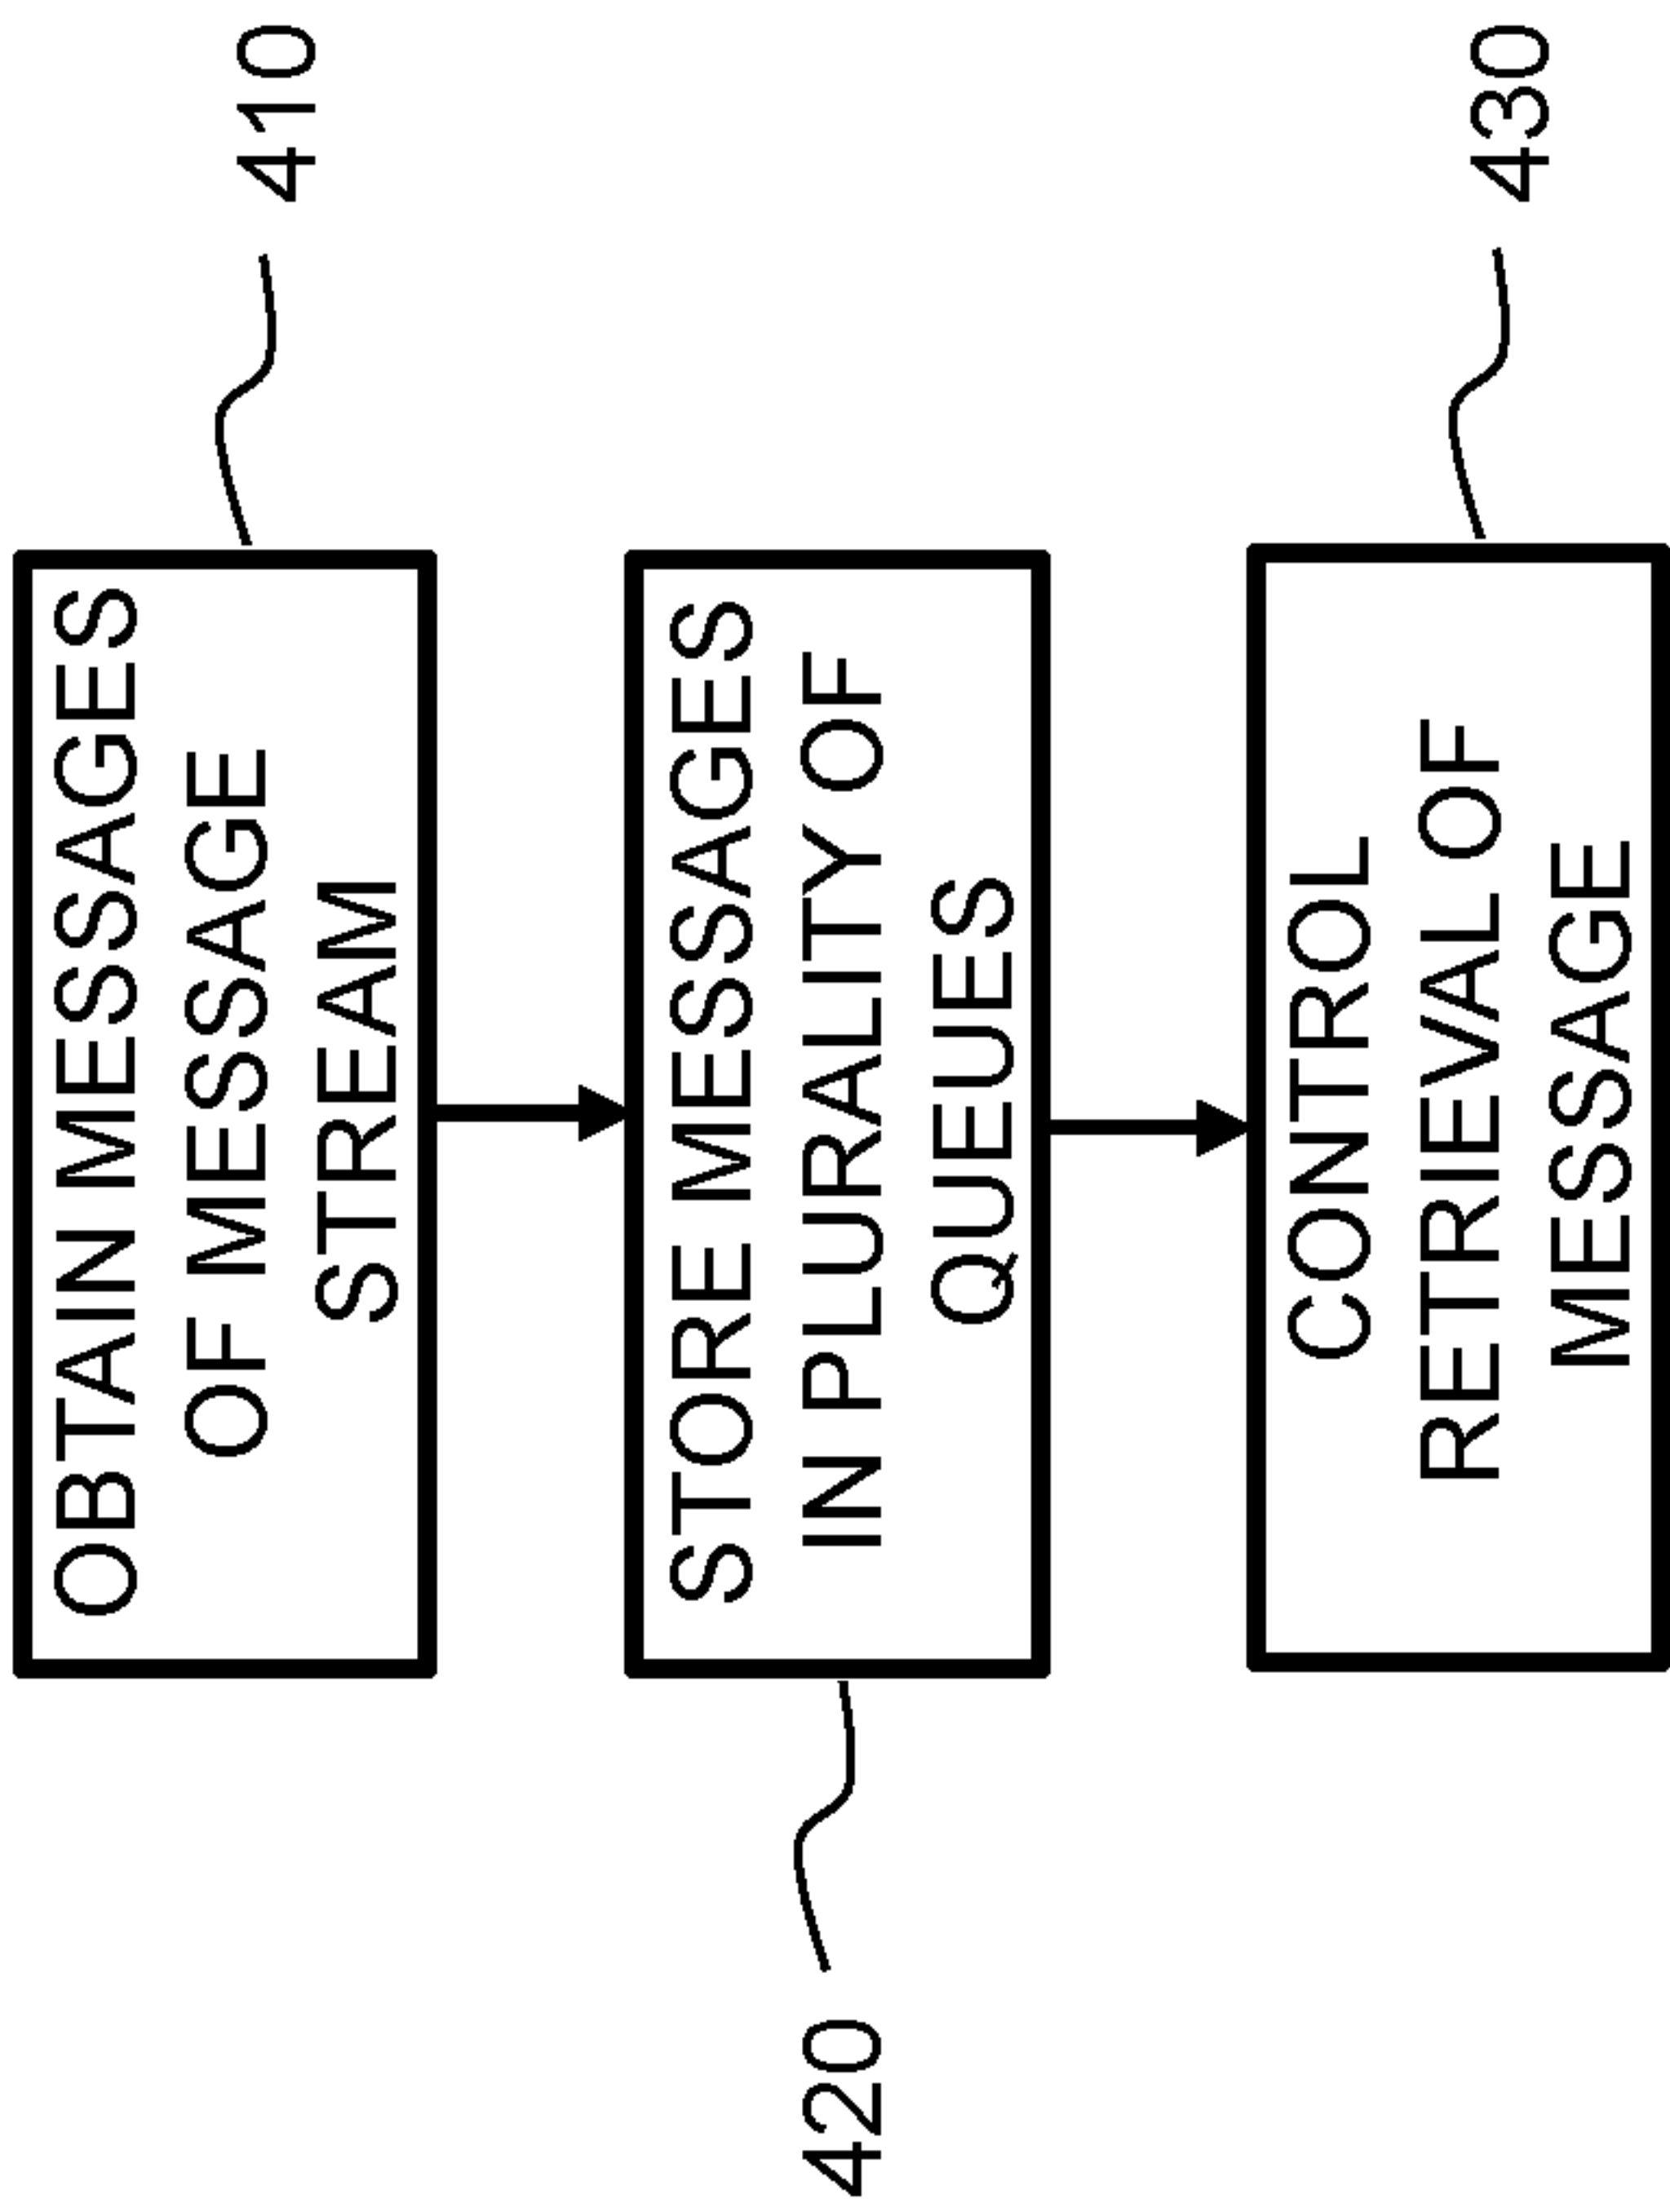 OBTAIN MESSAGES
OF MESSAGE
STREAM
410
STORE MESSAGES
IN PLURALITY OF
QUEUES
420
CONTROL
RETRIEVAL OF
MESSAGE
430